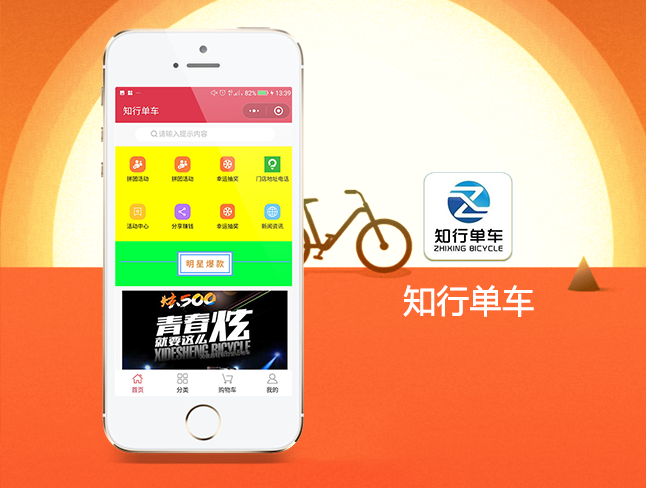 82% 13:39
知行单车
请输入提示内容
拼团活动 拼团活动 幸运抽奖 门店地址电话
活动中心 分享赚钱 幸运抽奖 新闻资讯
明星爆款
炫.500
青春炫
就要这么
XIDESHENG BICYCLE
首页 分类 购物车 我的
知行单车
ZHIXING BICYCLE
知行单车